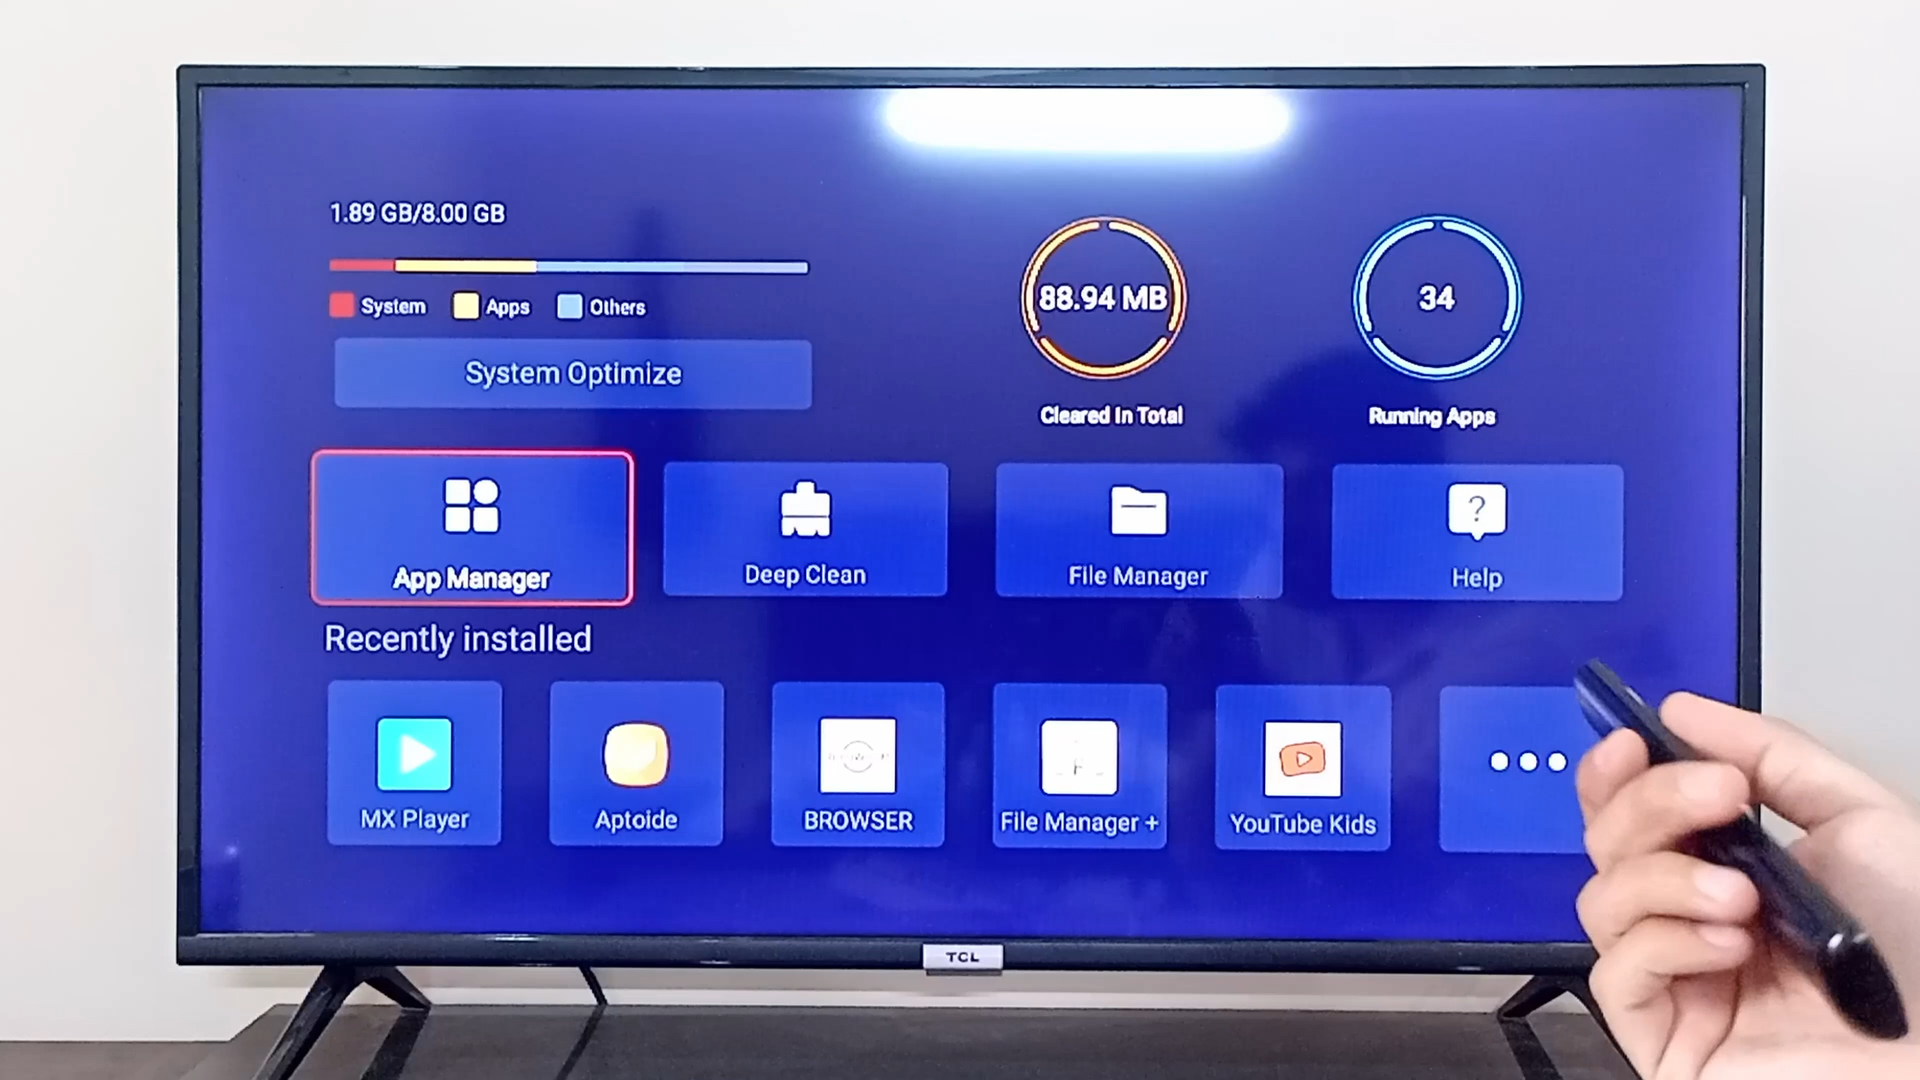 1.89 GB/8.00 GB
System Apps Others
System Optimize
88.94 MB
Cleared In Total
34
Running Apps
App Manager
Deep Clean
File Manager
?
Help
Recently installed
MX Player
Aptoide
BROWSER
File Manager +
YouTube Kids
TCL